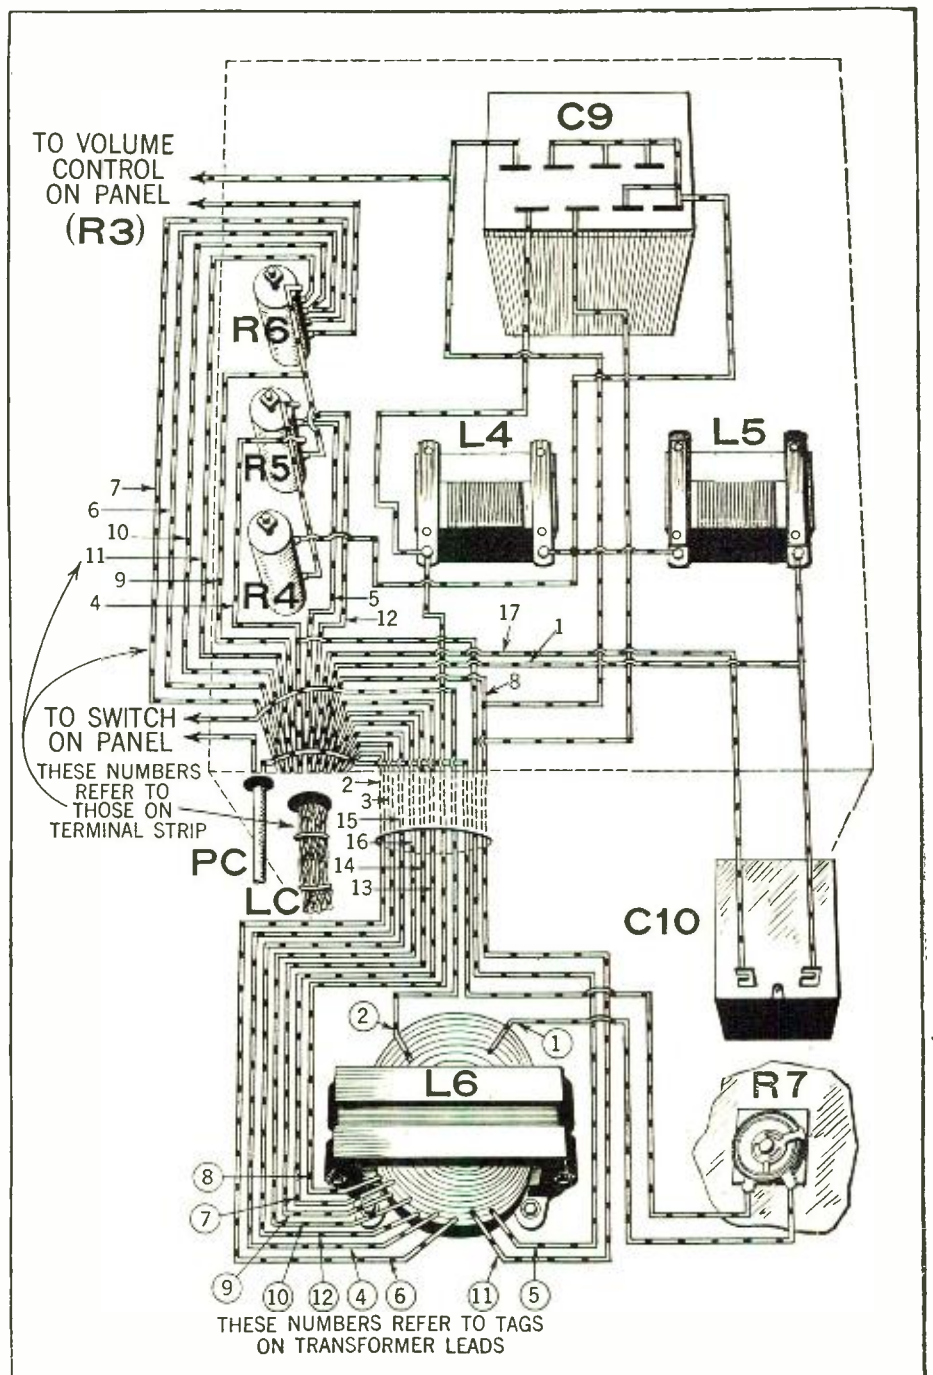 TO VOLUME
CONTROL
ON PANEL
(R3)
C9
R6
L4
L5
R5
R4
7
6
10
11
9
4
5
12
17
1
8
TO SWITCH
ON PANEL
THESE NUMBERS
REFER TO
THOSE ON
TERMINAL STRIP
2
3
15
16
14
13
PC
LC
C10
2
1
L6
R7
8
7
9
10
12
4
6
11
5
THESE NUMBERS REFER TO TAGS
ON TRANSFORMER LEADS